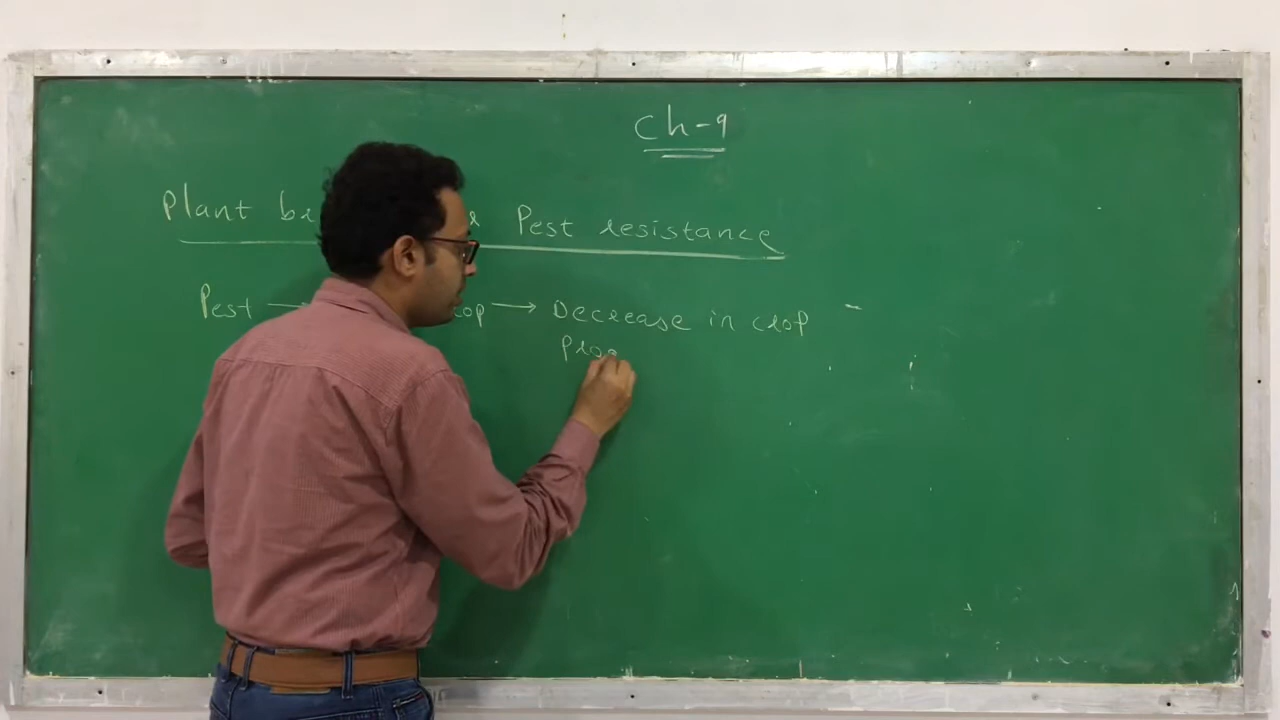 Ch-9
Plant Pest resistance
Pest → → Decrease in crop